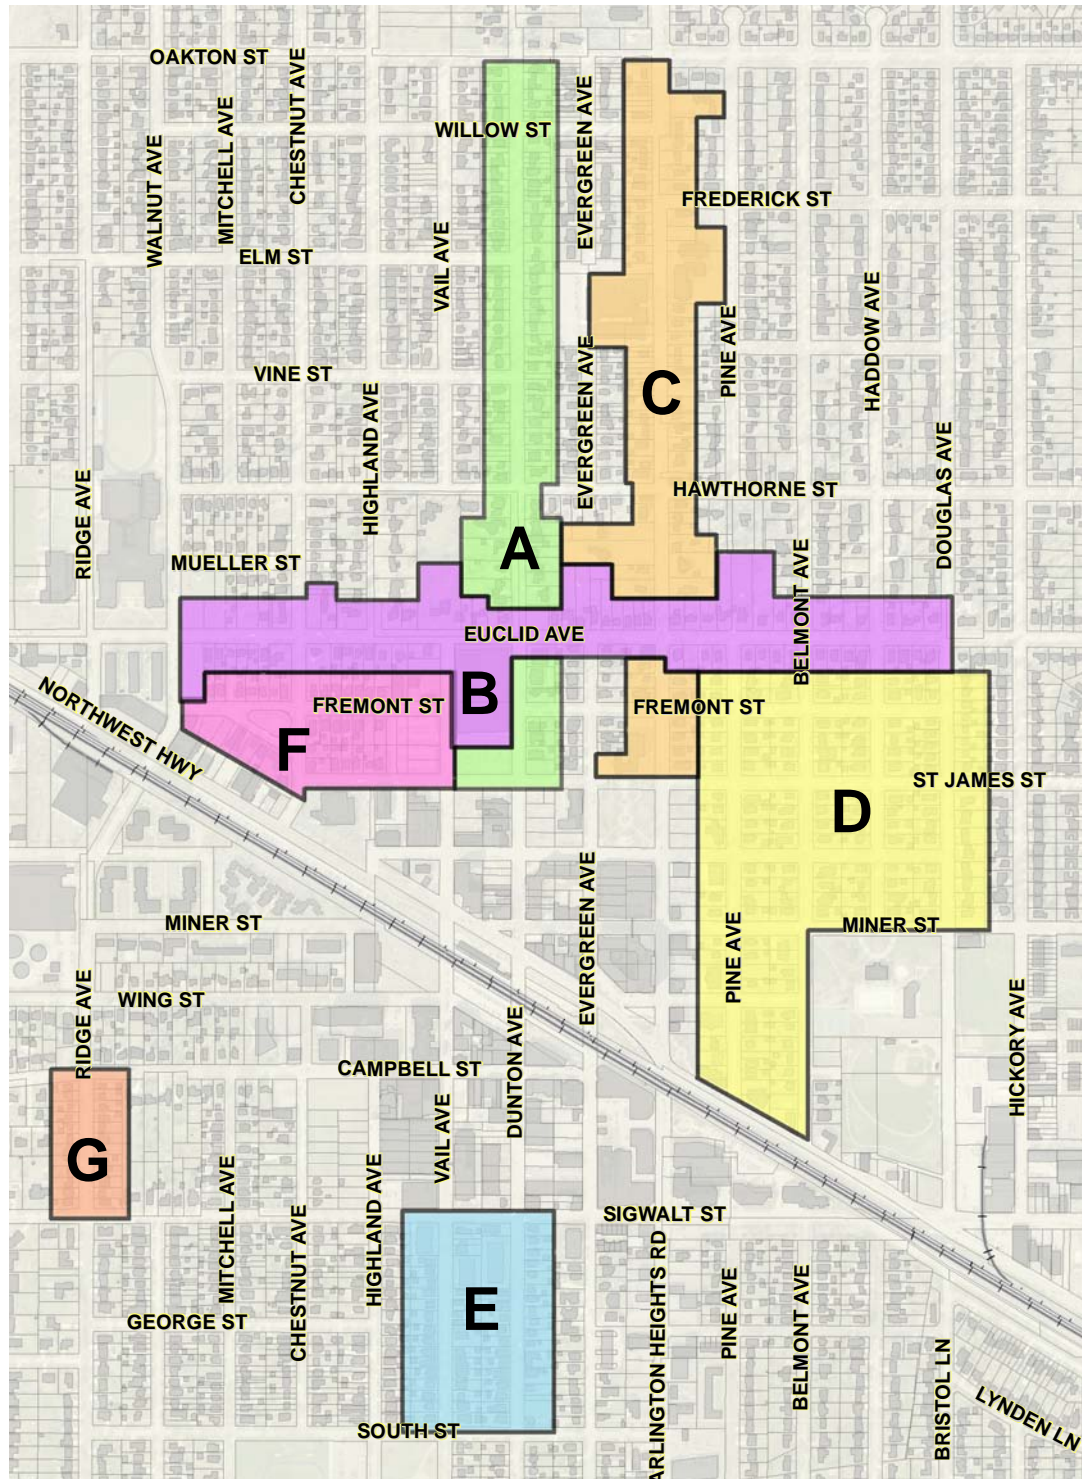 OAKTON ST
CHESTNUT AVE
EVERGREEN AVE
MITCHELL AVE
WILLOW ST
WALNUT AVE
FREDERICK ST
VAIL AVE
ELM ST
HADDOW AVE
PINE AVE
EVERGREEN AVE
VINE ST
HIGHLAND AVE
C
DOUGLAS AVE
RIDGE AVE
HAWTHORNE ST
A
MUELLER ST
BELMONT AVE
EUCLID AVE
B
FREMONT ST
FREMONT ST
NORTHWEST HWY
F
ST JAMES ST
D
EVERGREEN AVE
MINER ST
MINER ST
PINE AVE
WING ST
RIDGE AVE
HICKORY AVE
DUNTON AVE
CAMPBELL ST
VAIL AVE
G
MITCHELL AVE
HIGHLAND AVE
SIGWALT ST
CHESTNUT AVE
ARLINGTON HEIGHTS RD
E
GEORGE ST
PINE AVE
BELMONT AVE
BRISTOL LN
LYNDEN LN
SOUTH ST